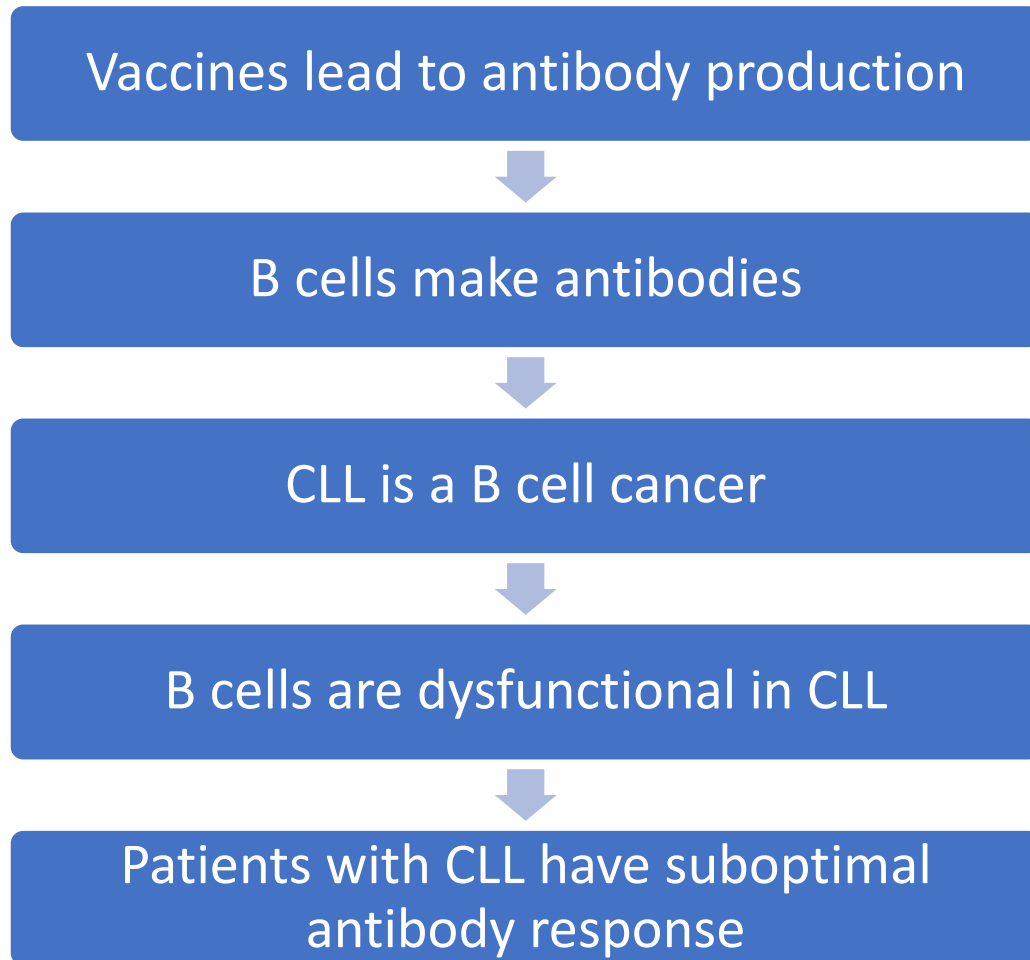 Vaccines lead to antibody production
B cells make antibodies
CLL is a B cell cancer
B cells are dysfunctional in CLL
Patients with CLL have suboptimal
antibody response